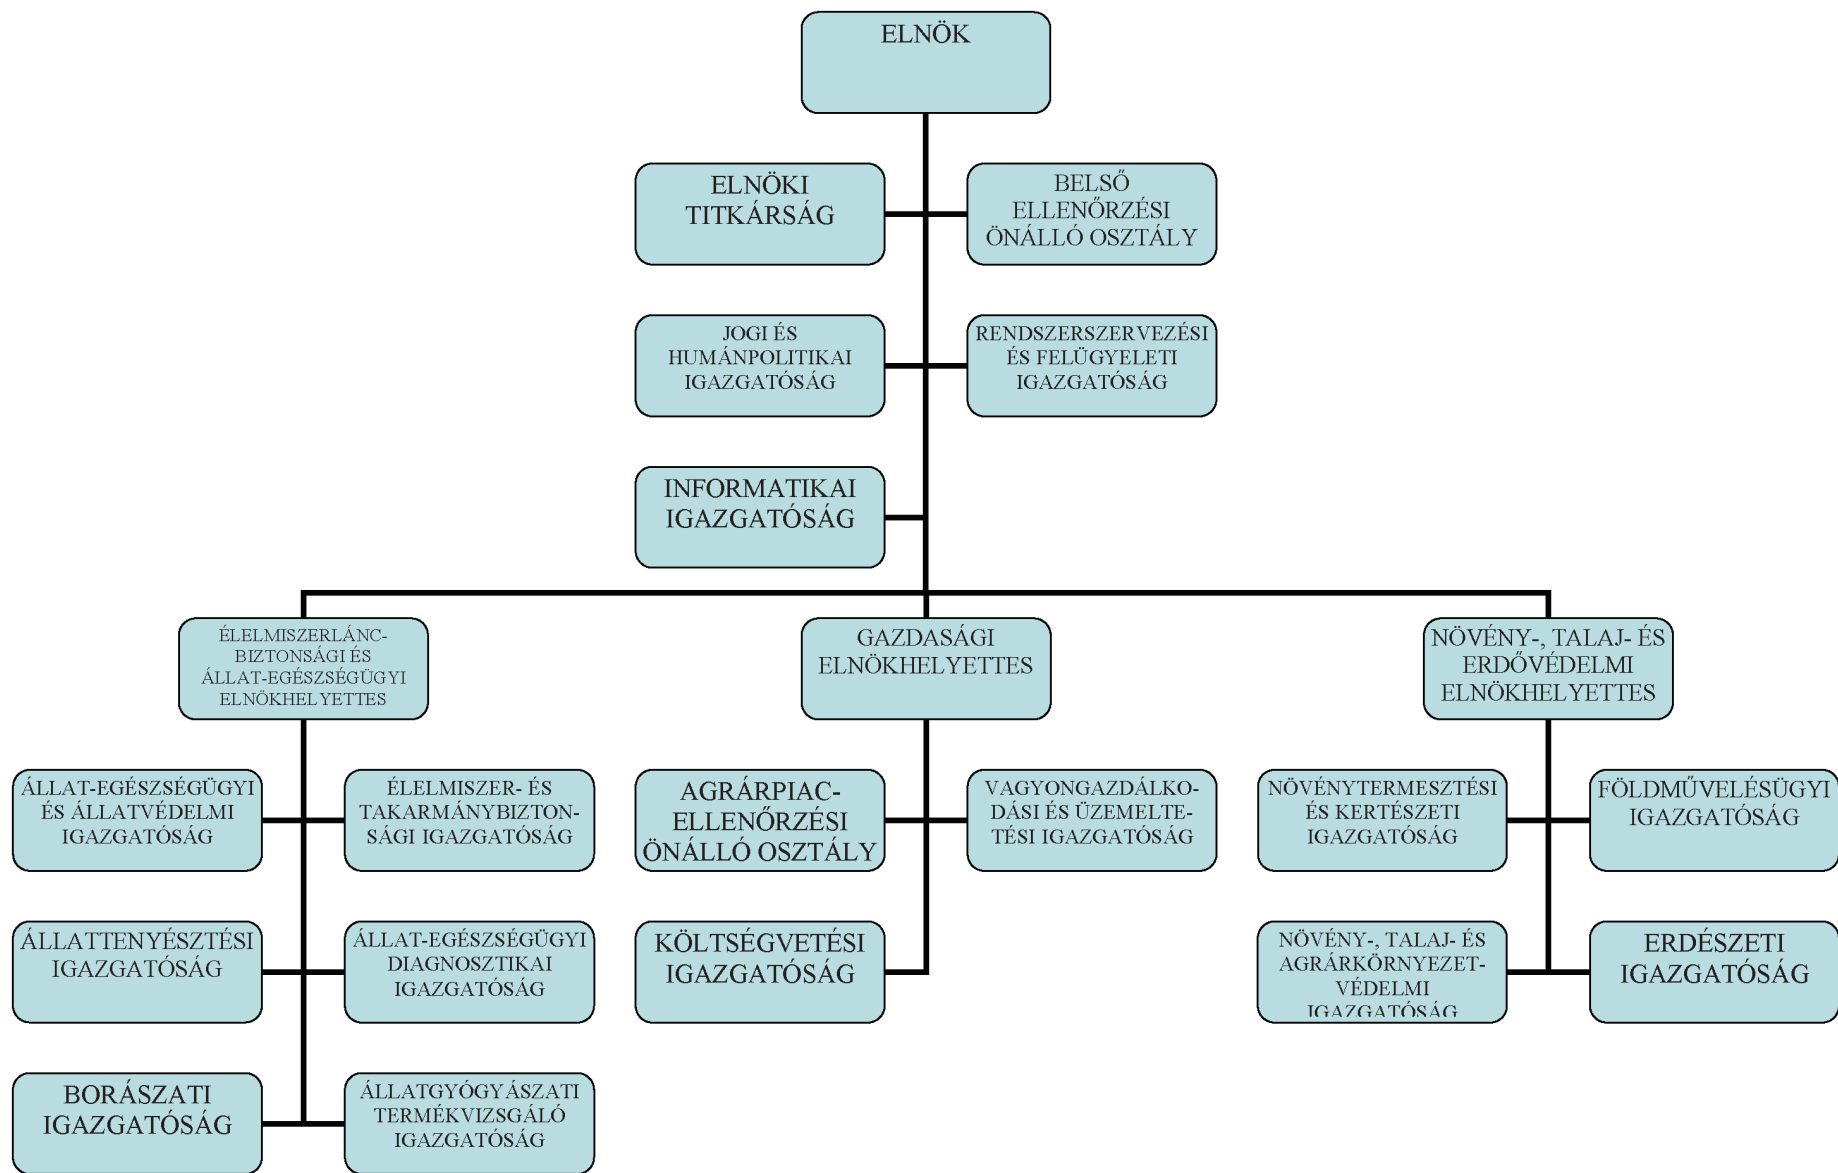 ELNÖK
ELNÖKI
TITKÁRSÁG
BELSŐ
ELLENŐRZÉSI
ÖNÁLLÓ OSZTÁLY
JOGI ÉS
HUMÁNPOLITIKAI
IGAZGATÓSÁG
RENDSZERSZERVEZÉSI
ÉS FELÜGYELETI
IGAZGATÓSÁG
INFORMATIKAI
IGAZGATÓSÁG
ÉLELMISZERLÁNC-
BIZTONSÁGI ÉS
ÁLLAT-EGÉSZSÉGÜGYI
ELNÖKHELYETTES
GAZDASÁGI
ELNÖKHELYETTES
NÖVÉNY-, TALAJ- ÉS
ERDŐVÉDELMI
ELNÖKHELYETTES
ÁLLAT-EGÉSZSÉGÜGYI
ÉS ÁLLATVÉDELMI
IGAZGATÓSÁG
ÉLELMISZER- ÉS
TAKARMÁNYBIZTON-
SÁGI IGAZGATÓSÁG
AGRÁRPIAC-
ELLENŐRZÉSI
ÖNÁLLÓ OSZTÁLY
VAGYONGAZDÁLKO-
DÁSI ÉS ÜZEMELTE-
TÉSI IGAZGATÓSÁG
NÖVÉNYTERMESZTÉSI
ÉS KERTÉSZETI
IGAZGATÓSÁG
FÖLDMŰVELÉSÜGYI
IGAZGATÓSÁG
ÁLLATTENYÉSZTÉSI
IGAZGATÓSÁG
ÁLLAT-EGÉSZSÉGÜGYI
DIAGNOSZTIKAI
IGAZGATÓSÁG
KÖLTSÉGVETÉSI
IGAZGATÓSÁG
NÖVÉNY-, TALAJ- ÉS
AGRÁRKÖRNYEZET-
VÉDELMI
IGAZGATÓSÁG
ERDÉSZETI
IGAZGATÓSÁG
BORÁSZATI
IGAZGATÓSÁG
ÁLLATGYÓGYÁSZATI
TERMÉKVIZSGÁLÓ
IGAZGATÓSÁG